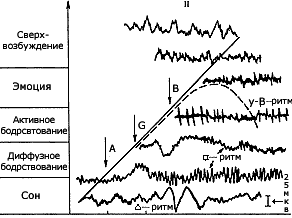 II
Сверх-
возбуждение
Эмоция
B
γ-β-ритм
Активное
бодрствование
G
Диффузное
бодрствование
A
α-ритм
Сон
Δ-ритм
25 мкв